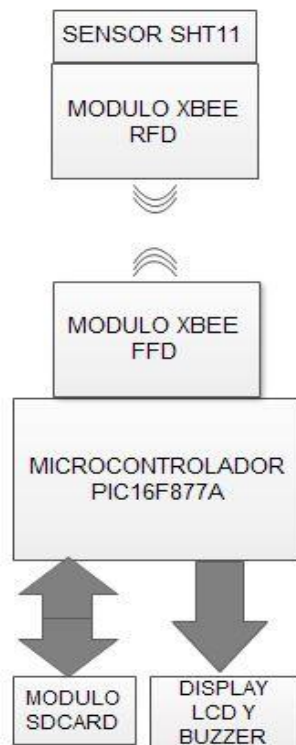 SENSOR SHT11
MODULO XBEE
RFD
MODULO XBEE
FFD
MICROCONTROLADOR
PIC16F877A
MODULO
SDCARD
DISPLAY
LCD Y
BUZZER